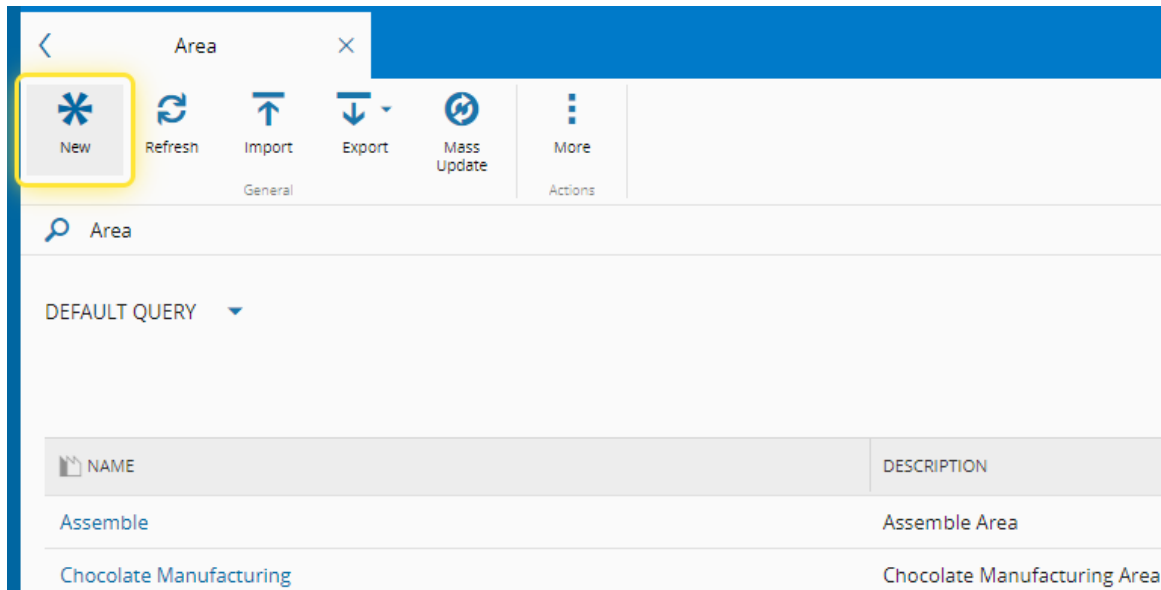 Area
New
Refresh
Import
Export
Mass
Update
More
General
Actions
Area
DEFAULT QUERY
NAME
DESCRIPTION
Assemble
Assemble Area
Chocolate Manufacturing
Chocolate Manufacturing Area